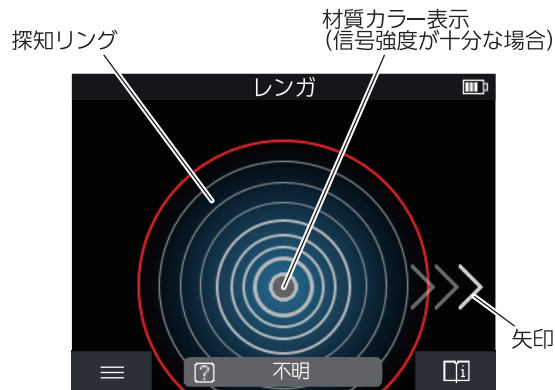 探知リング
材質カラー表示
(信号強度が十分な場合)
レンガ
矢印
? 不明
i